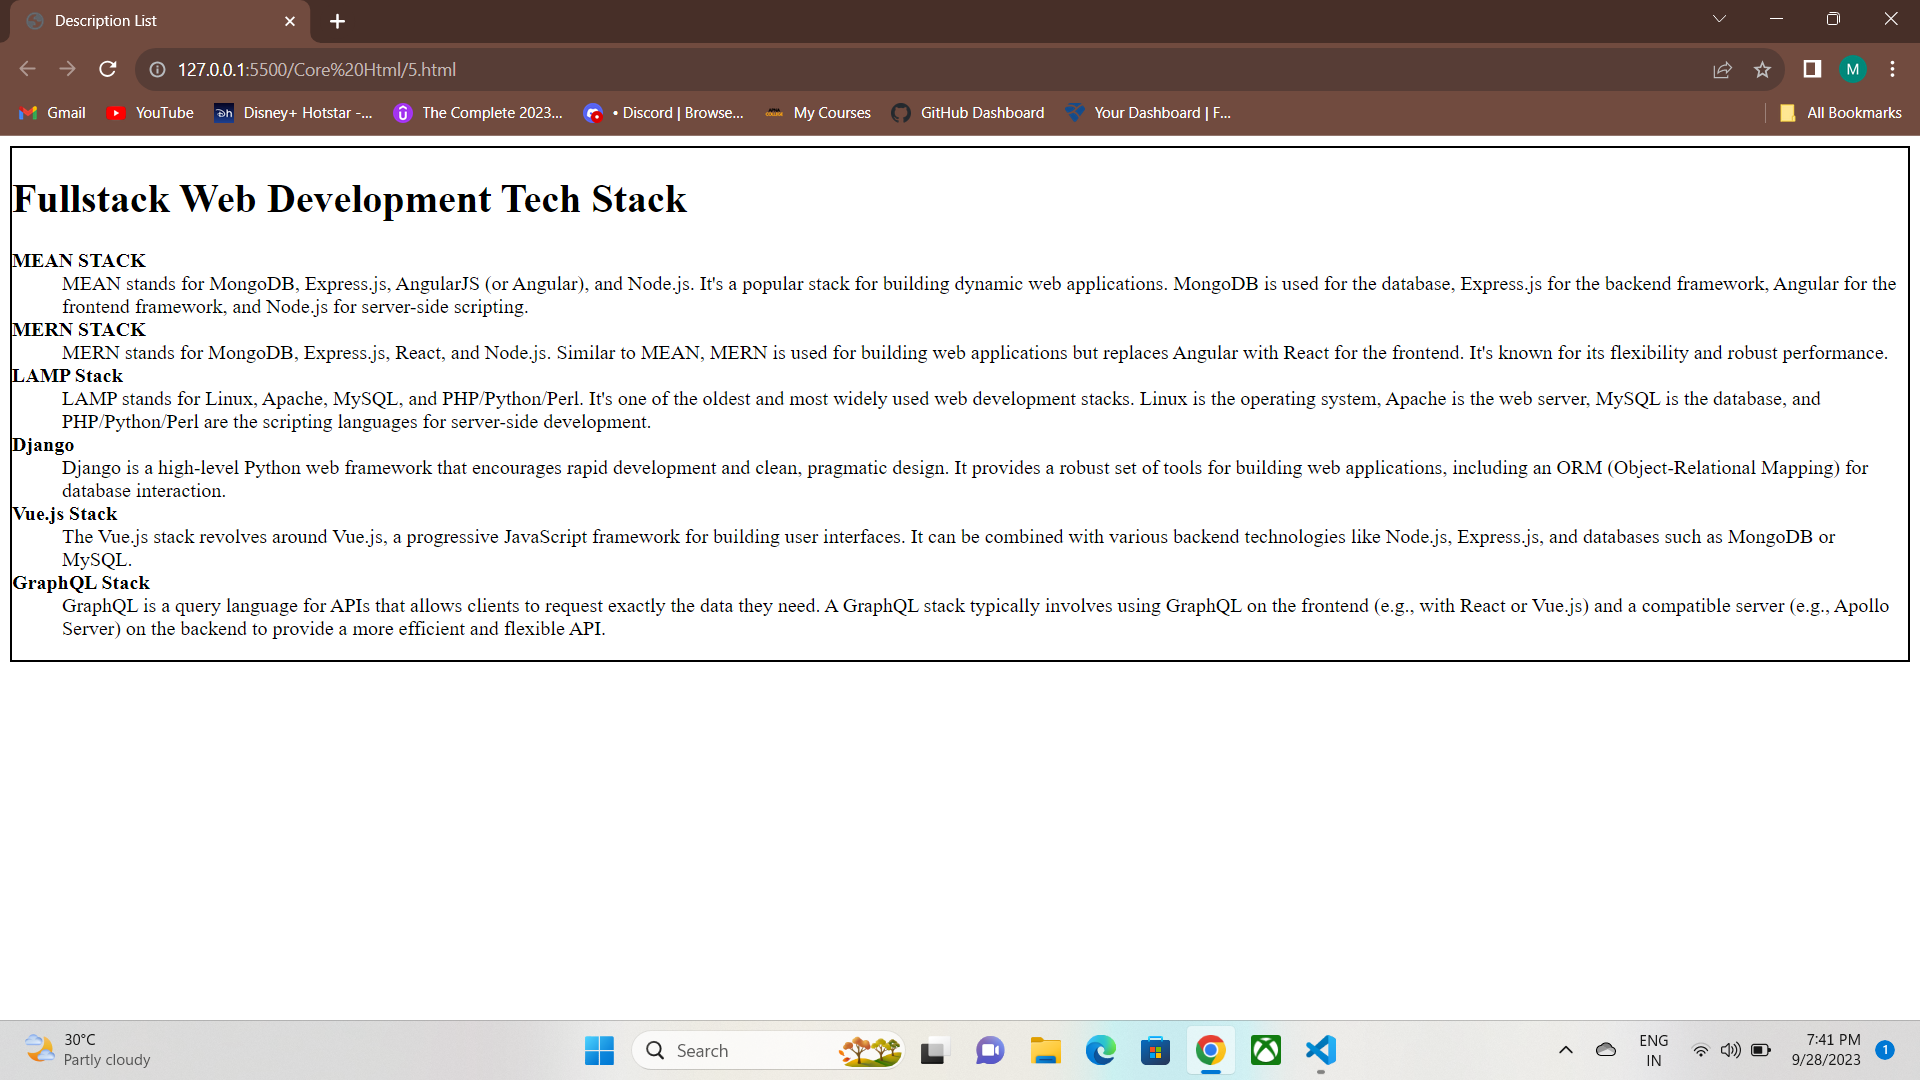 Description List
127.0.0.1:5500/Core%20Html/5.html
M
Gmail YouTube Disney+ Hotstar -... The Complete 2023... • Discord | Browse... My Courses GitHub Dashboard Your Dashboard | F... All Bookmarks
Fullstack Web Development Tech Stack
MEAN STACK
MEAN stands for MongoDB, Express.js, AngularJS (or Angular), and Node.js. It's a popular stack for building dynamic web applications. MongoDB is used for the database, Express.js for the backend framework, Angular for the
frontend framework, and Node.js for server-side scripting.
MERN STACK
MERN stands for MongoDB, Express.js, React, and Node.js. Similar to MEAN, MERN is used for building web applications but replaces Angular with React for the frontend. It's known for its flexibility and robust performance.
LAMP Stack
LAMP stands for Linux, Apache, MySQL, and PHP/Python/Perl. It's one of the oldest and most widely used web development stacks. Linux is the operating system, Apache is the web server, MySQL is the database, and
PHP/Python/Perl are the scripting languages for server-side development.
Django
Django is a high-level Python web framework that encourages rapid development and clean, pragmatic design. It provides a robust set of tools for building web applications, including an ORM (Object-Relational Mapping) for
database interaction.
Vue.js Stack
The Vue.js stack revolves around Vue.js, a progressive JavaScript framework for building user interfaces. It can be combined with various backend technologies like Node.js, Express.js, and databases such as MongoDB or
MySQL.
GraphQL Stack
GraphQL is a query language for APIs that allows clients to request exactly the data they need. A GraphQL stack typically involves using GraphQL on the frontend (e.g., with React or Vue.js) and a compatible server (e.g., Apollo
Server) on the backend to provide a more efficient and flexible API.
30°C
Partly cloudy
Search
ENG
IN
7:41 PM
9/28/2023
1